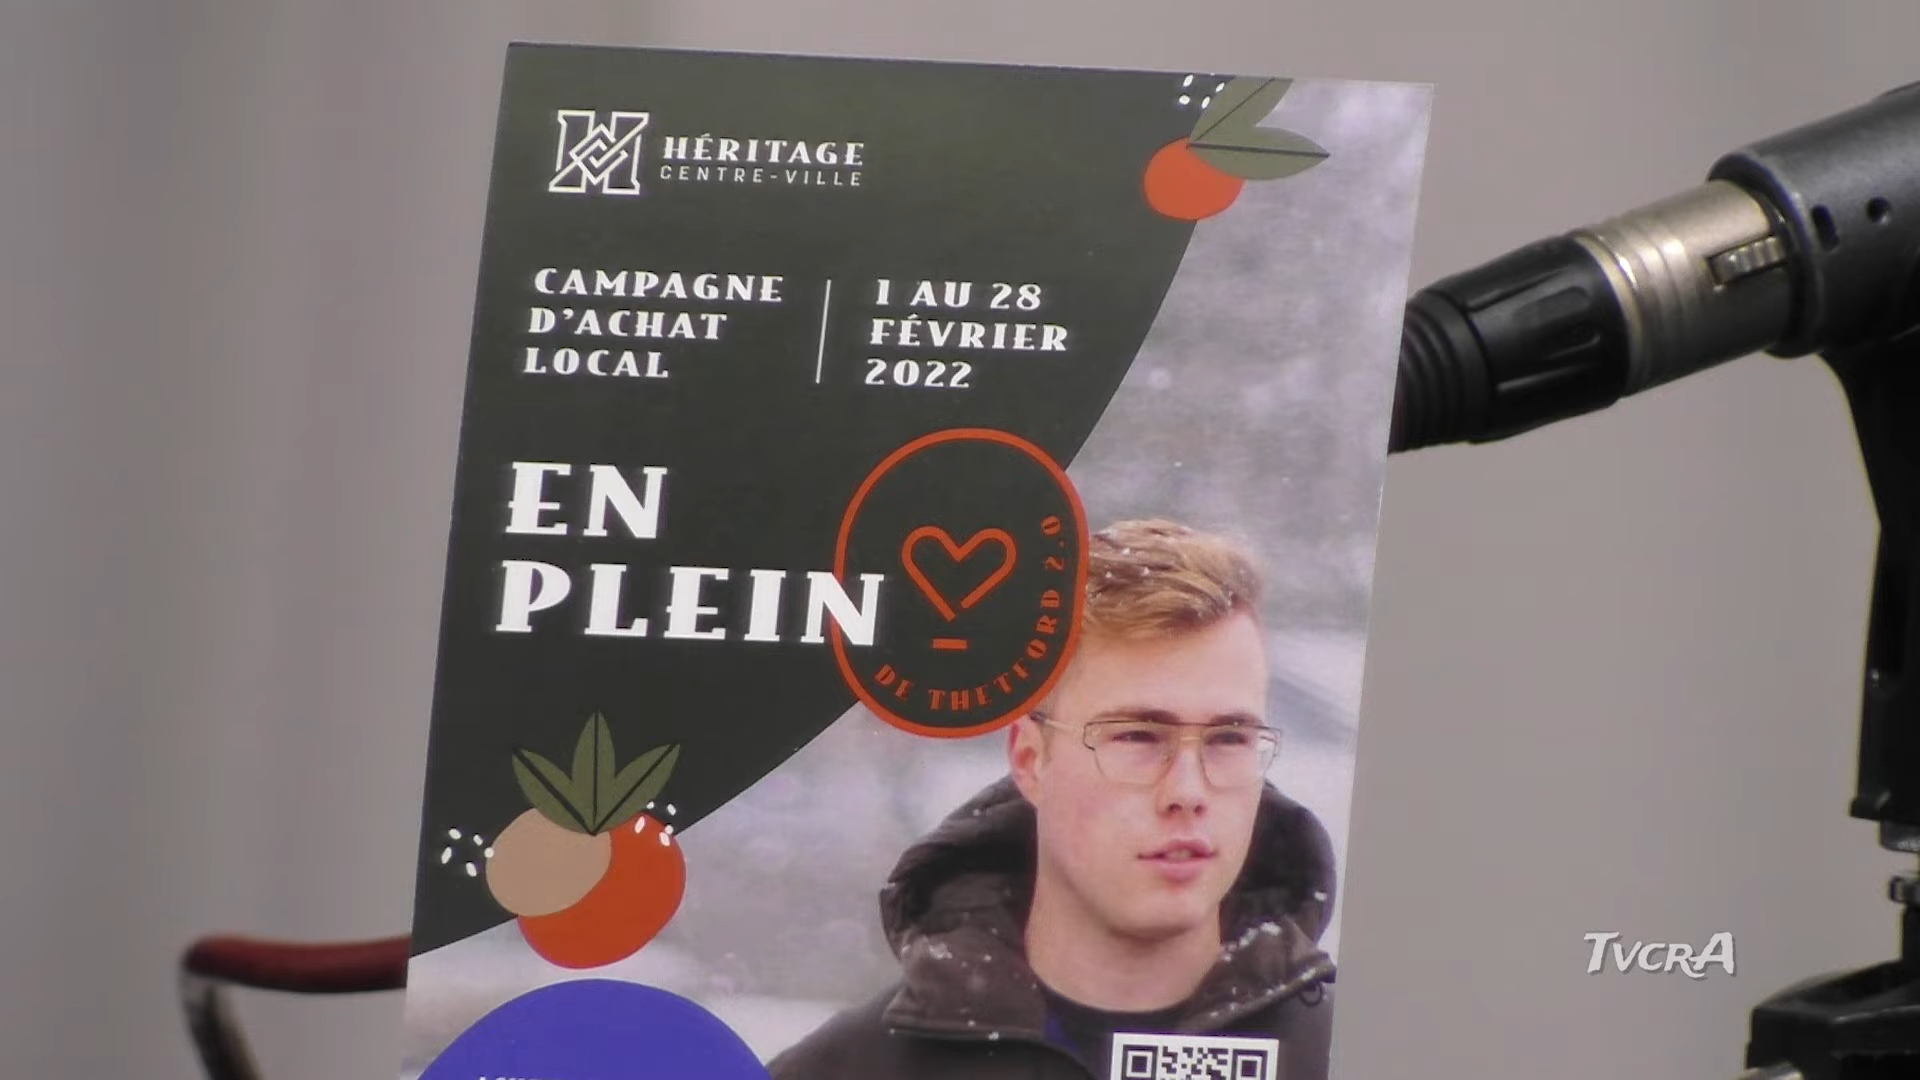 HÉRITAGE
CENTRE-VILLE
CAMPAGNE
D'ACHAT
LOCAL
1 AU 28
FÉVRIER
2022
EN
PLEIN
DE THETFORD 2.0
TVCRA